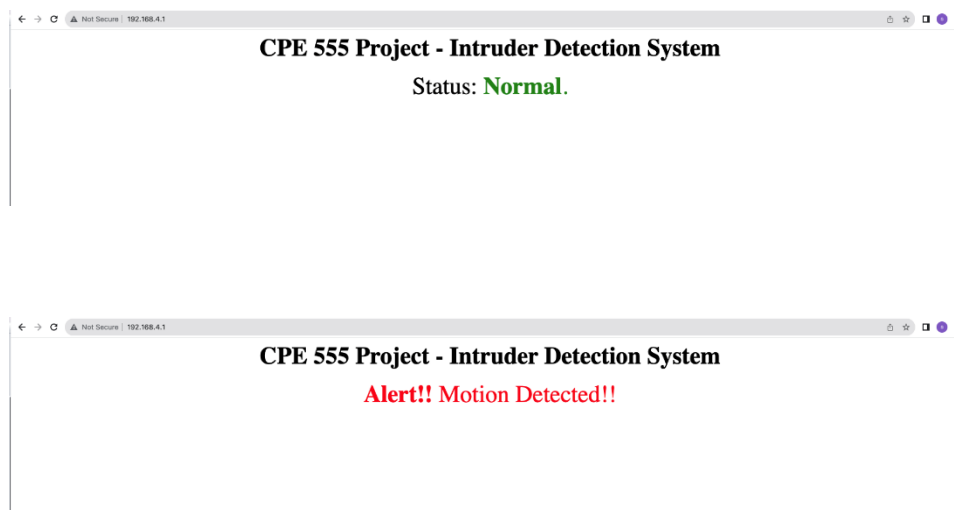 Not Secure | 192.168.4.1
CPE 555 Project - Intruder Detection System
Status: Normal.
Not Secure | 192.168.4.1
CPE 555 Project - Intruder Detection System
Alert!! Motion Detected!!